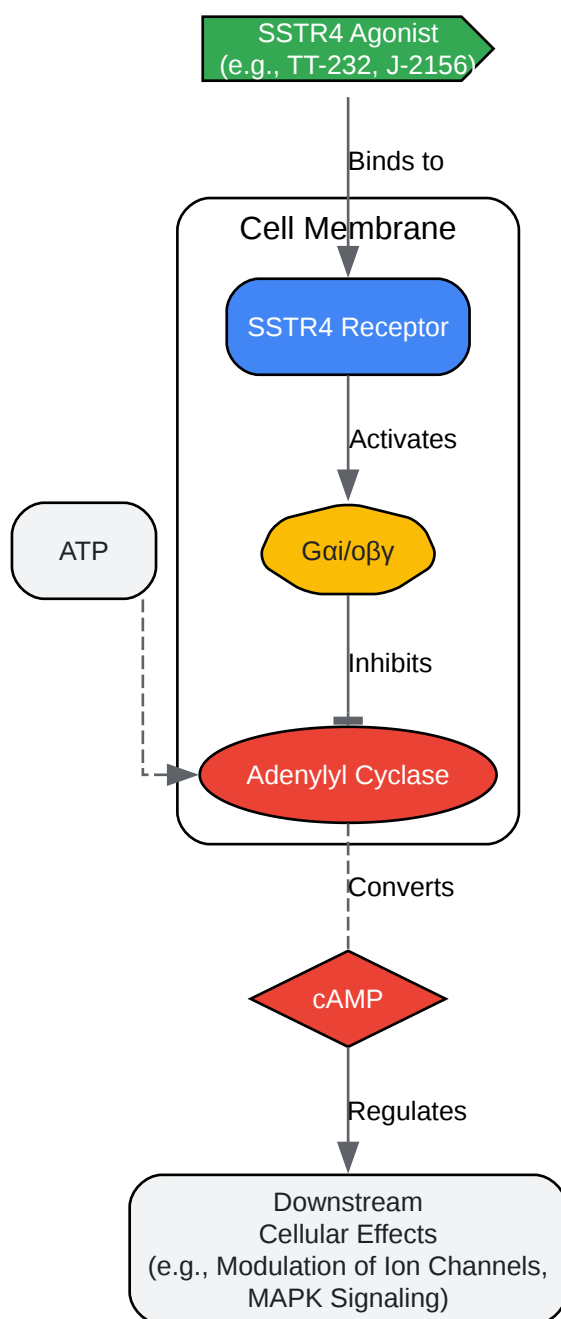 SSTR4 Agonist
(e.g., TT-232, J-2156)
Binds to
Cell Membrane
SSTR4 Receptor
Activates
ATP
Gαi/oβγ
Inhibits
Adenylyl Cyclase
Converts
cAMP
Regulates
Downstream
Cellular Effects
(e.g., Modulation of Ion Channels,
MAPK Signaling)